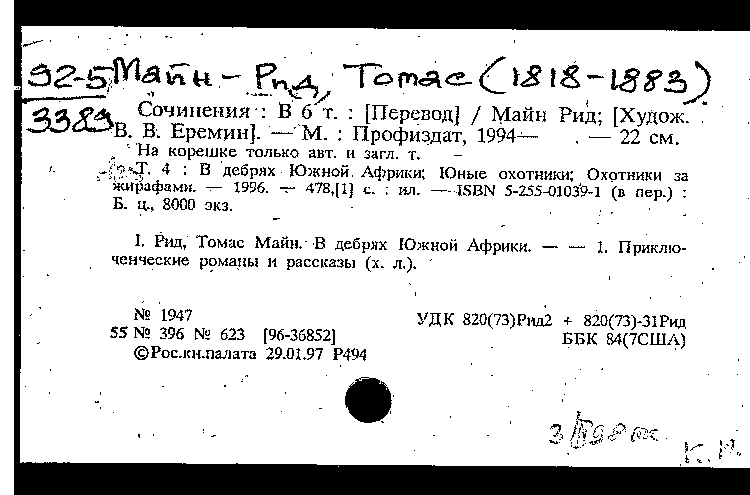 92-5 Майн-Рид, Томас (1818-1883)
3383
Сочинения : В 6 т. : [Перевод] / Майн Рид; [Худож.
В. В. Еремин]. — М. : Профиздат, 1994— . — 22 см.
На корешке только авт. и загл. т. —
Т. 4 : В дебрях Южной Африки; Юные охотники; Охотники за
жирафами. — 1996. — 478,[1] с. : ил. — ISBN 5-255-01039-1 (в пер.) :
Б. ц., 8000 экз.
I. Рид, Томас Майн. В дебрях Южной Африки. — — 1. Приклю-
ченческие романы и рассказы (х. л.).
№ 1947
УДК 820(73)Рид2 + 820(73)-31Рид
55 № 396 № 623 [96-36852]
ББК 84(7США)
©Рос.кн.палата 29.01.97 Р494
К. Н.